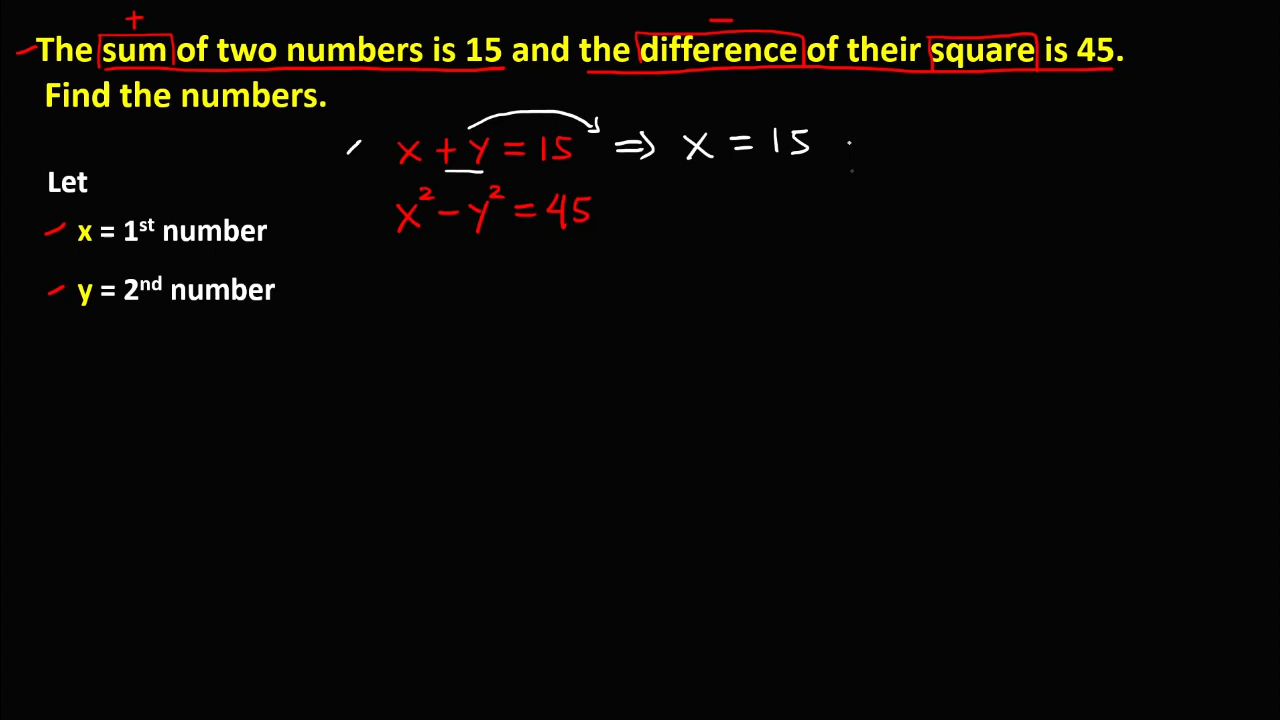 + −
The sum of two numbers is 15 and the difference of their square is 45.
Find the numbers.
x + y = 15 ⇒ x = 15
Let
x² − y² = 45
x = 1st number
y = 2nd number